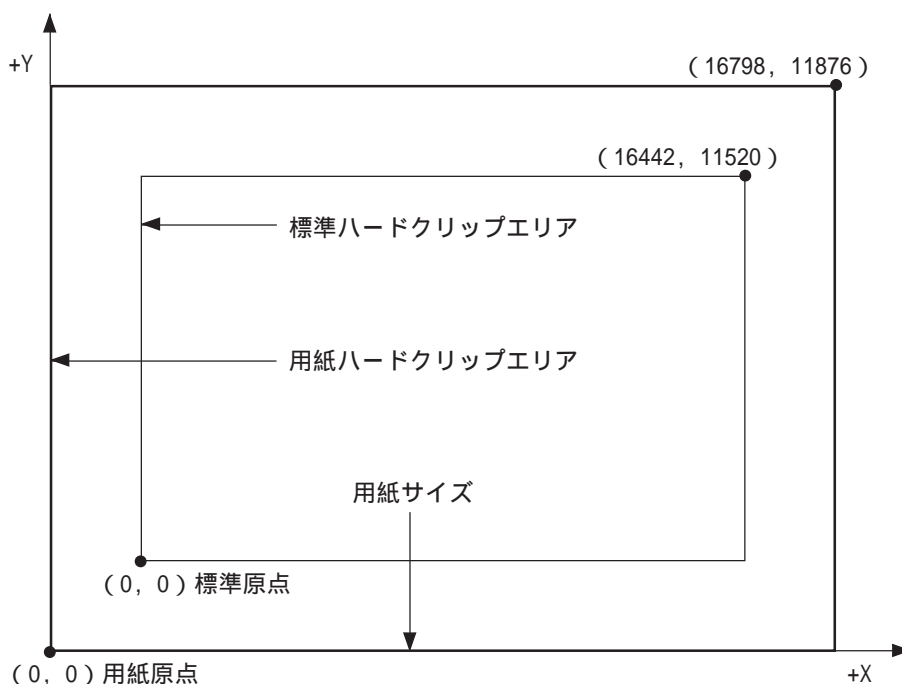 +Y
(16798, 11876)
(16442, 11520)
標準ハードクリップエリア
用紙ハードクリップエリア
用紙サイズ
(0, 0)標準原点
(0, 0)用紙原点
+X